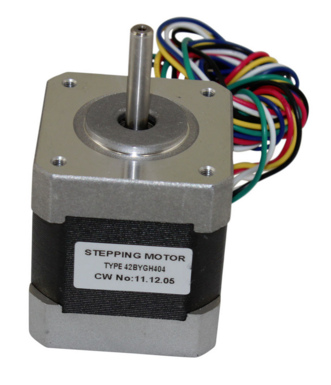 STEPPING MOTOR
TYPE 42BYGH404
CW No:11.12.05